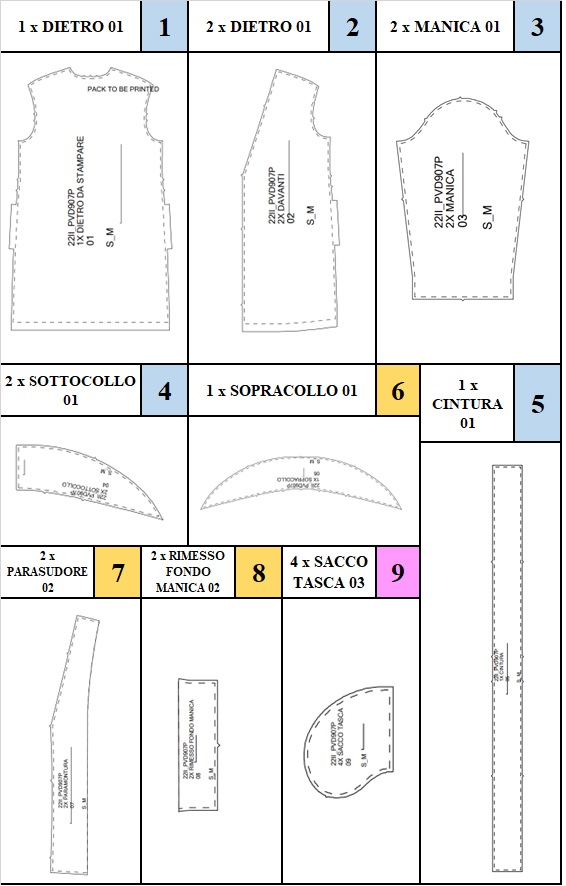 1 x DIETRO 01
1
2 x DIETRO 01
2
2 x MANICA 01
3
PACK TO BE PRINTED
22II_PVD907P
1X DIETRO DA STAMPARE
01
S_M
22II_PVD907P
2X DAVANTI
02
S_M
22II_PVD907P
2X MANICA
03
S_M
2 x SOTTOCOLLO
01
4
1 x SOPRACOLLO 01
6
1 x
CINTURA
01
5
22II_PVD907P
2X SOTTOCOLLO
04
S_M
22II_PVD907P
1X SOPRACOLLO
06
S_M
22II_PVD907P
1X CINTURA
05
S_M
2 x
PARASUDORE
02
7
2 x RIMESSO
FONDO
MANICA 02
8
4 x SACCO
TASCA 03
9
22II_PVD907P
2X PARAMONTURA
07
S_M
22II_PVD907P
2X RIMESSO FONDO MANICA
08
S_M
22II_PVD907P
4X SACCO TASCA
09
S_M